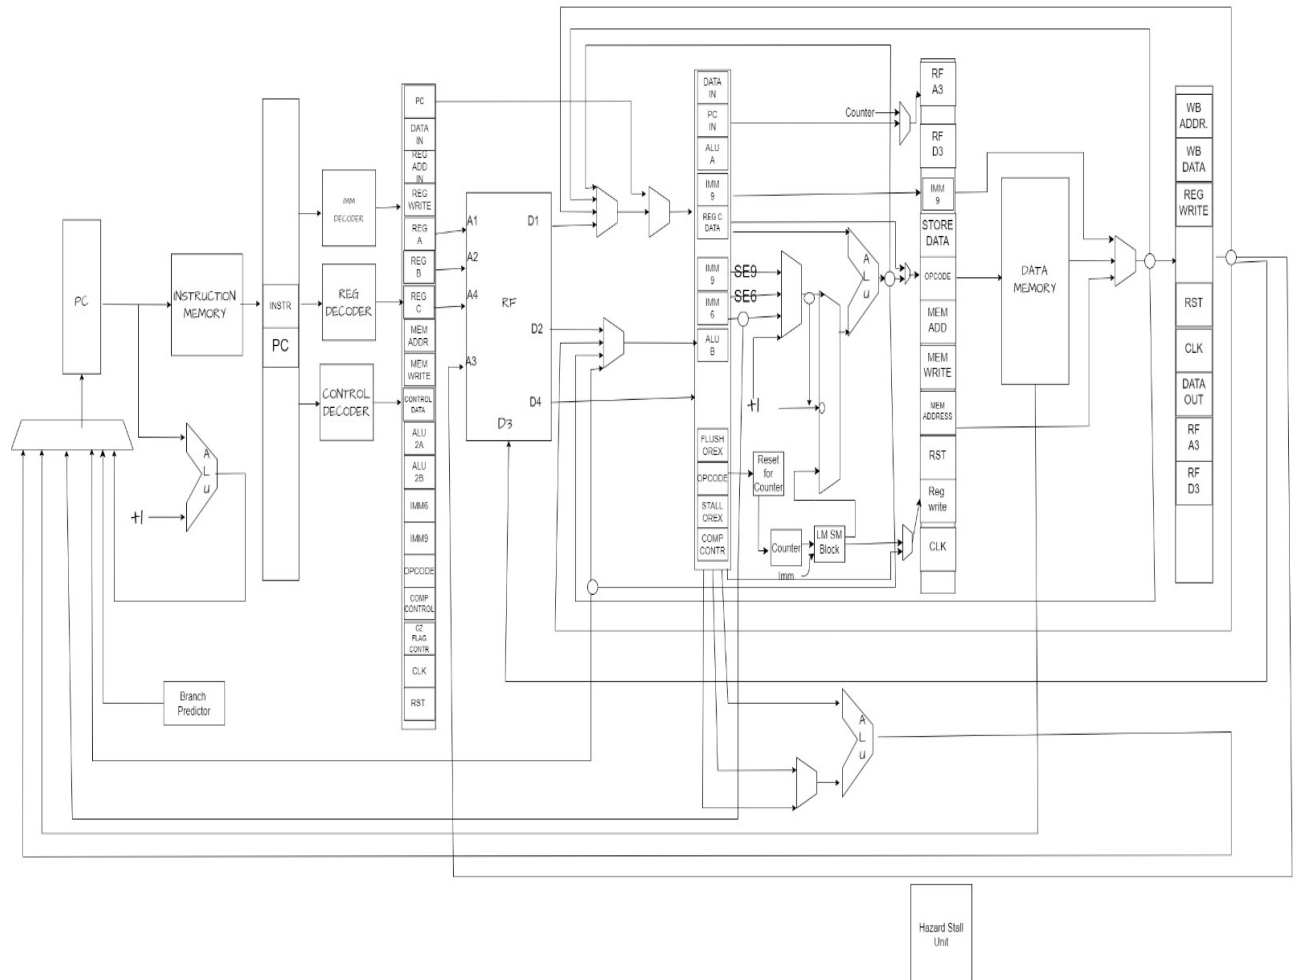 PC
+1
A
L
U
INSTRUCTION
MEMORY
INSTR
PC
Branch
Predictor
IMM
DECODER
REG
DECODER
CONTROL
DECODER
PC
DATA
IN
REG
ADD
IN
REG
WRITE
REG
A
REG
B
REG
C
MEM
ADDR.
MEM
WRITE
CONTROL
DATA
ALU
2A
ALU
2B
IMM6
IMM9
OPCODE
COMP
CONTROL
CZ
FLAG
CONTR
CLK
RST
A1
D1
A2
A4
RF
D2
A3
D4
D3
DATA
IN
PC
IN
ALU
A
IMM
9
REG C
DATA
IMM
9
IMM
6
ALU
B
FLUSH
OREX
OPCODE
STALL
OREX
COMP
CONTR
SE9
SE6
+1
A
L
U
Counter
Reset
for
Counter
Counter
Imm
LM SM
Block
A
L
U
RF
A3
RF
D3
IMM
9
STORE
DATA
OPCODE
MEM
ADD
MEM
WRITE
MEM
ADDRESS
RST
Reg
write
CLK
DATA
MEMORY
WB
ADDR.
WB
DATA
REG
WRITE
RST
CLK
DATA
OUT
RF
A3
RF
D3
Hazard Stall
Unit